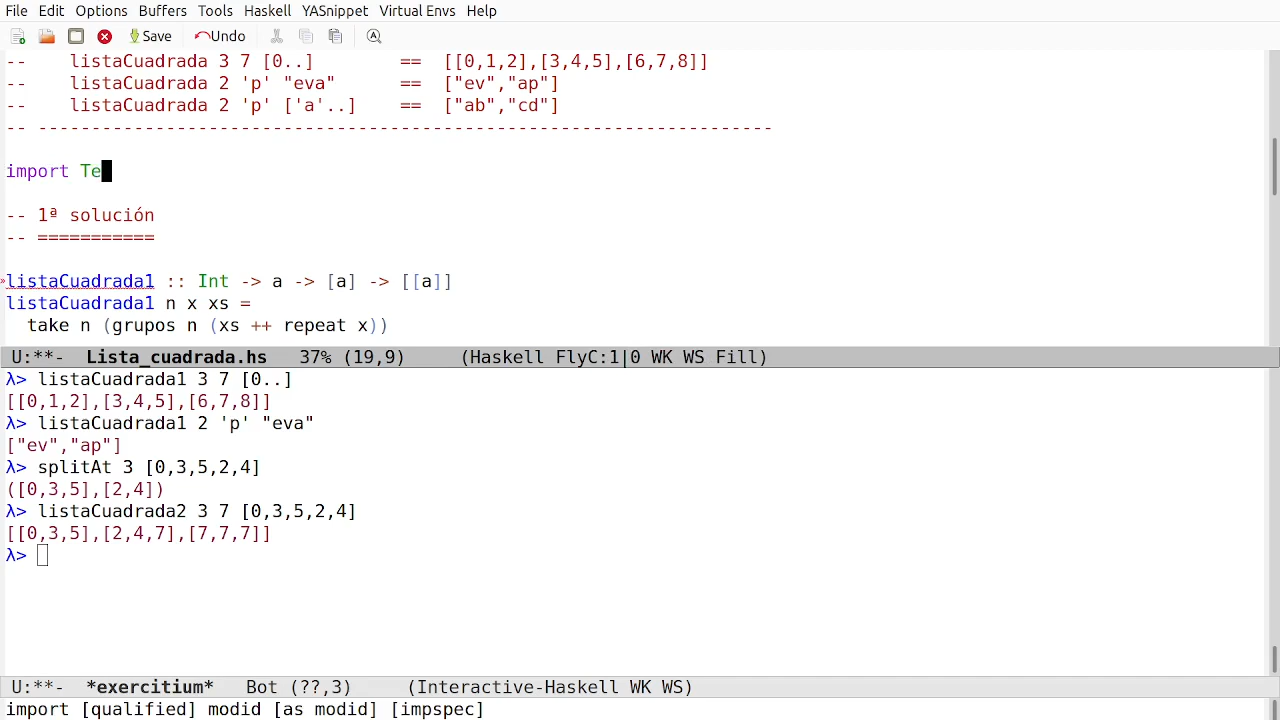 File Edit Options Buffers Tools Haskell YASnippet Virtual Envs Help
Save Undo
--    listaCuadrada 3 7 [0..]        ==  [[0,1,2],[3,4,5],[6,7,8]]
--    listaCuadrada 2 'p' "eva"      ==  ["ev","ap"]
--    listaCuadrada 2 'p' ['a'..]    ==  ["ab","cd"]
-- ---------------------------------------------------------------------
import Te
-- 1ª solución
-- ===========
listaCuadrada1 :: Int -> a -> [a] -> [[a]]
listaCuadrada1 n x xs =
  take n (grupos n (xs ++ repeat x))
U:**-  Lista_cuadrada.hs   37% (19,9)     (Haskell FlyC:1|0 WK WS Fill)
λ> listaCuadrada1 3 7 [0..]
[[0,1,2],[3,4,5],[6,7,8]]
λ> listaCuadrada1 2 'p' "eva"
["ev","ap"]
λ> splitAt 3 [0,3,5,2,4]
([0,3,5],[2,4])
λ> listaCuadrada2 3 7 [0,3,5,2,4]
[[0,3,5],[2,4,7],[7,7,7]]
λ>
U:**-  *exercitium*   Bot (??,3)     (Interactive-Haskell WK WS)
import [qualified] modid [as modid] [impspec]